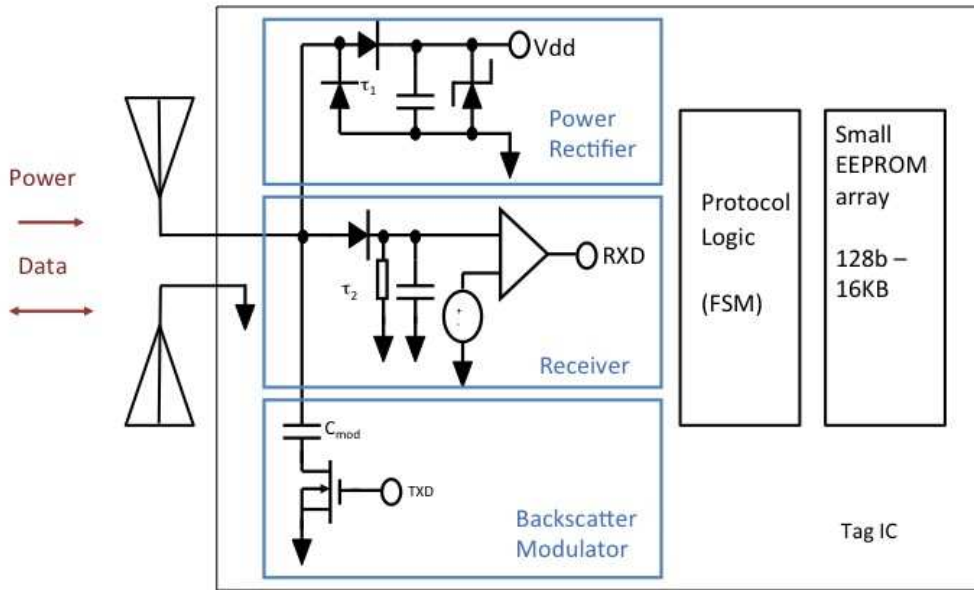 Power
Data
τ1
Vdd
Power
Rectifier
τ2
RXD
Receiver
Cmod
TXD
Backscatter
Modulator
Protocol
Logic
(FSM)
Small
EEPROM
array
128b –
16KB
Tag IC